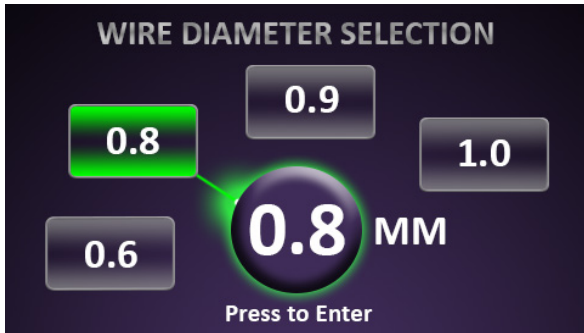 WIRE DIAMETER SELECTION
0.9
0.8
1.0
0.8 MM
0.6
Press to Enter